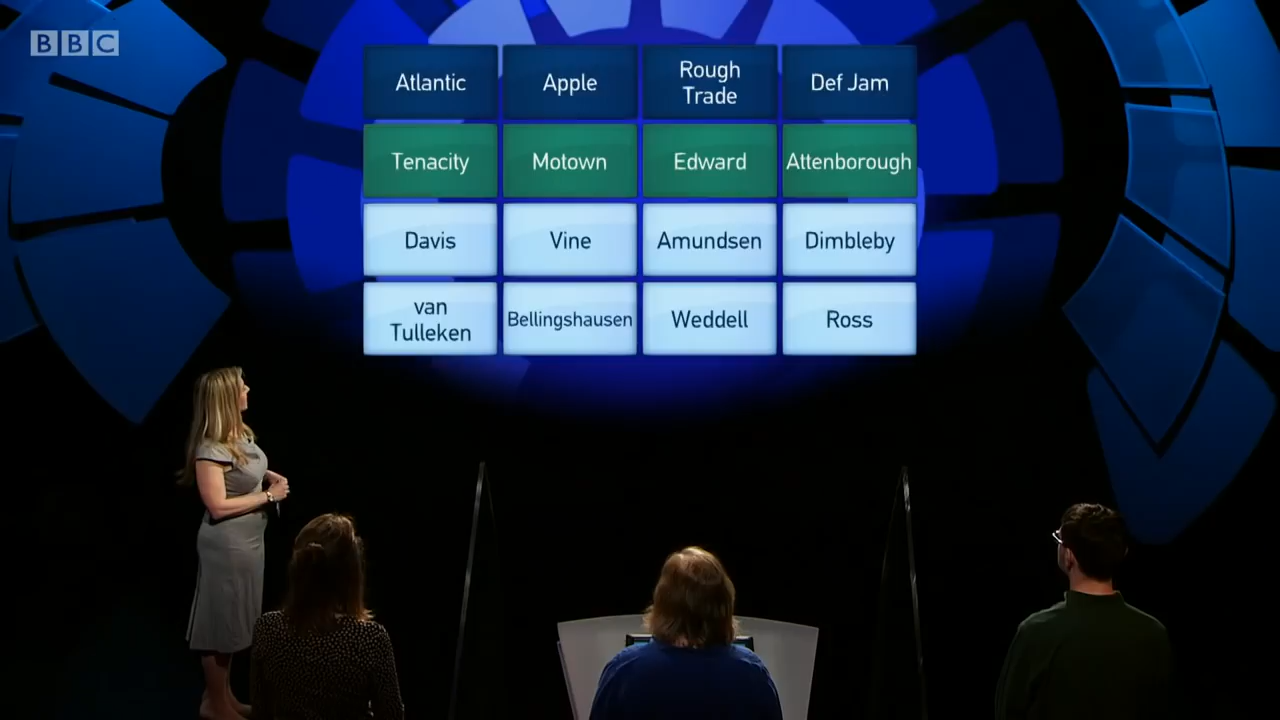 BBC
Atlantic
Apple
Rough
Trade
Def Jam
Tenacity
Motown
Edward
Attenborough
Davis
Vine
Amundsen
Dimbleby
van
Tulleken
Bellingshausen
Weddell
Ross